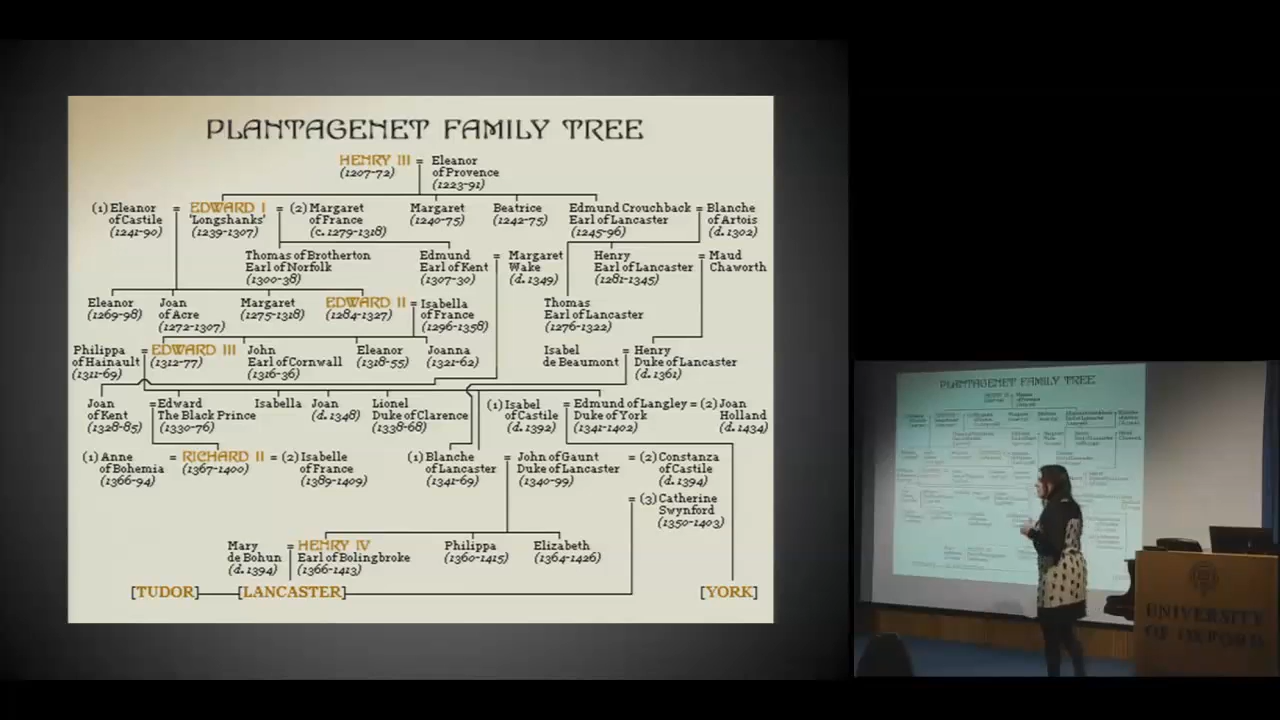 PLANTAGENET FAMILY TREE
HENRY III = Eleanor
(1207-72) of Provence
(1223-91)
(1) Eleanor = EDWARD I = (2) Margaret Margaret Beatrice Edmund Crouchback = Blanche
of Castile 'Longshanks' of France (1240-75) (1242-75) Earl of Lancaster of Artois
(1241-90) (1239-1307) (c. 1279-1318) (1245-96) (d. 1302)
Thomas of Brotherton Edmund = Margaret Henry = Maud
Earl of Norfolk Earl of Kent Wake Earl of Lancaster Chaworth
(1300-38) (1307-30) (d. 1349) (1281-1345)
Eleanor Joan Margaret EDWARD II = Isabella Thomas
(1269-98) of Acre (1275-1318) (1284-1327) of France Earl of Lancaster
(1272-1307) (1296-1358) (1276-1322)
Philippa = EDWARD III John Eleanor Joanna Isabel = Henry
of Hainault (1312-77) Earl of Cornwall (1318-55) (1321-62) de Beaumont Duke of Lancaster
(1311-69) (1316-36) (d. 1361)
Joan = Edward Isabella Joan Lionel (1) Isabel = Edmund of Langley = (2) Joan
of Kent The Black Prince (d. 1348) Duke of Clarence of Castile Duke of York Holland
(1328-85) (1330-76) (1338-68) (d. 1392) (1341-1402) (d. 1434)
(1) Anne = RICHARD II = (2) Isabelle (1) Blanche = John of Gaunt = (2) Constanza
of Bohemia (1367-1400) of France of Lancaster Duke of Lancaster of Castile
(1366-94) (1389-1409) (1341-69) (1340-99) (d. 1394)
= (3) Catherine
Swynford
(1350-1403)
Mary = HENRY IV Philippa Elizabeth
de Bohun Earl of Bolingbroke (1360-1415) (1364-1426)
(d. 1394) (1366-1413)
[TUDOR] [LANCASTER] [YORK]
PLANTAGENET FAMILY TREE
UNIVERSITY
OF OXFORD